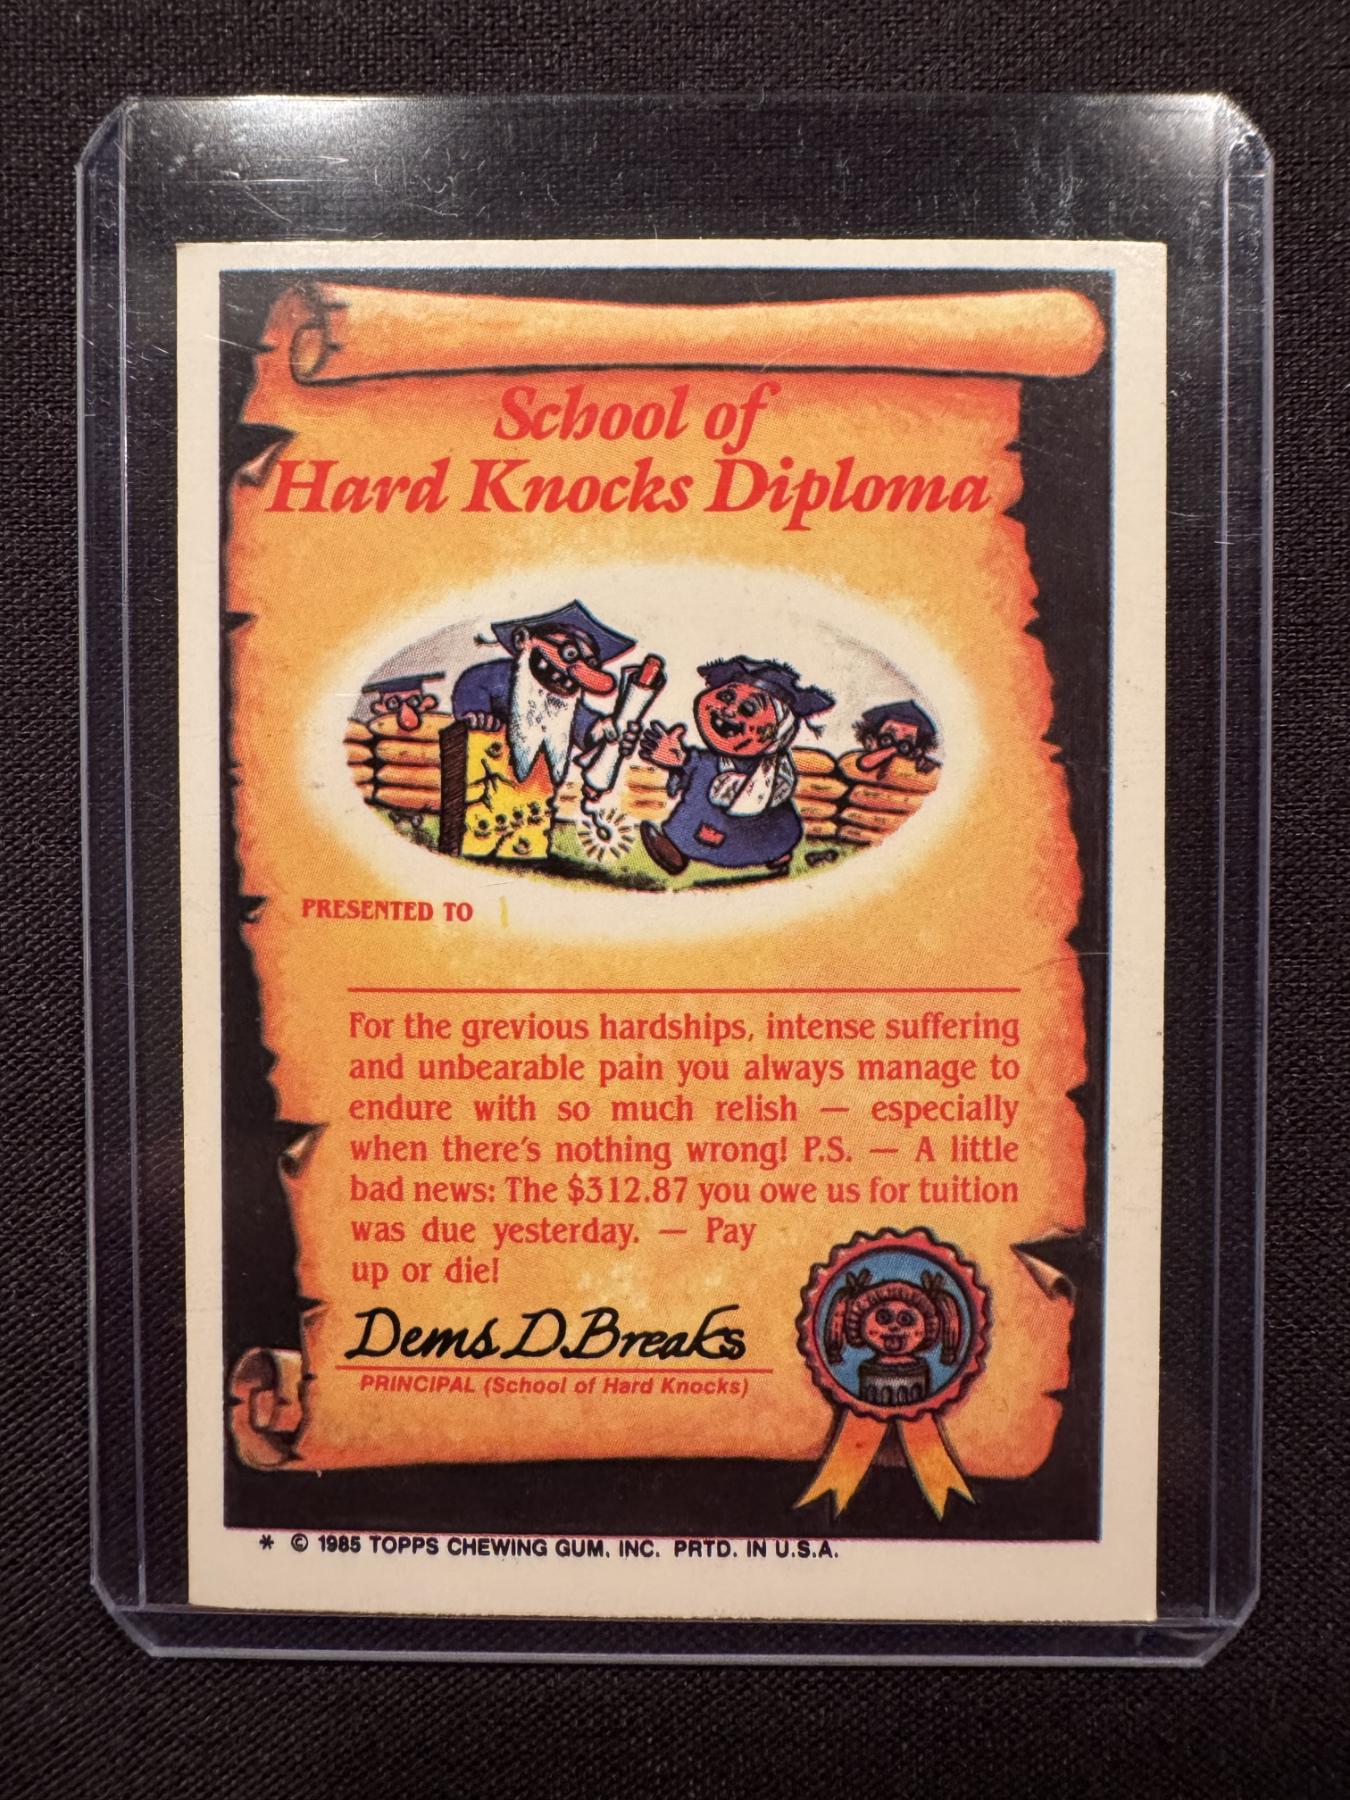 School of
Hard Knocks Diploma
PRESENTED TO
For the grevious hardships, intense suffering
and unbearable pain you always manage to
endure with so much relish — especially
when there's nothing wrong! P.S. — A little
bad news: The $312.87 you owe us for tuition
was due yesterday. — Pay
up or die!
Dems D. Breaks
PRINCIPAL (School of Hard Knocks)
* © 1985 TOPPS CHEWING GUM, INC. PRTD. IN U.S.A.